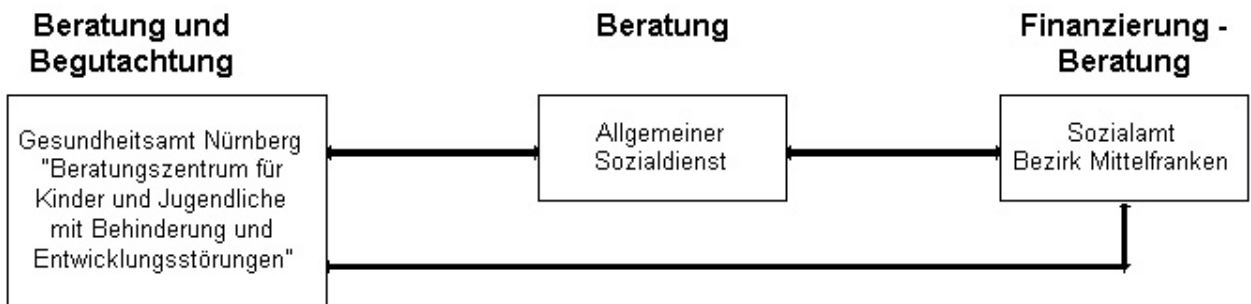 Beratung und
Begutachtung
Beratung
Finanzierung -
Beratung
Gesundheitsamt Nürnberg
"Beratungszentrum für
Kinder und Jugendliche
mit Behinderung und
Entwicklungsstörungen"
Allgemeiner
Sozialdienst
Sozialamt
Bezirk Mittelfranken